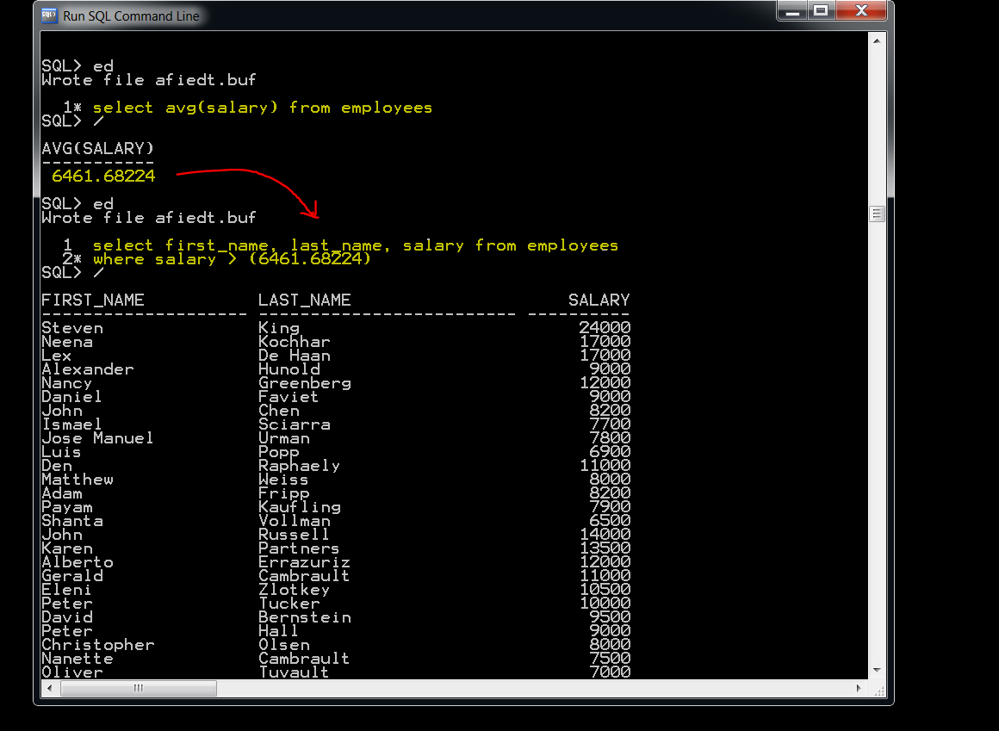 Run SQL Command Line
SQL> ed
Wrote file afiedt.buf
1* select avg(salary) from employees
SQL> /
AVG(SALARY)
-----------
6461.68224
SQL> ed
Wrote file afiedt.buf
1 select first_name, last_name, salary from employees
2* where salary > (6461.68224)
SQL> /
FIRST_NAME LAST_NAME SALARY
-------------------- ------------------------- ----------
Steven King 24000
Neena Kochhar 17000
Lex De Haan 17000
Alexander Hunold 9000
Nancy Greenberg 12000
Daniel Faviet 9000
John Chen 8200
Ismael Sciarra 7700
Jose Manuel Urman 7800
Luis Popp 6900
Den Raphaely 11000
Matthew Weiss 8000
Adam Fripp 8200
Payam Kaufling 7900
Shanta Vollman 6500
John Russell 14000
Karen Partners 13500
Alberto Errazuriz 12000
Gerald Cambrault 11000
Eleni Zlotkey 10500
Peter Tucker 10000
David Bernstein 9500
Peter Hall 9000
Christopher Olsen 8000
Nanette Cambrault 7500
Oliver Tuvault 7000